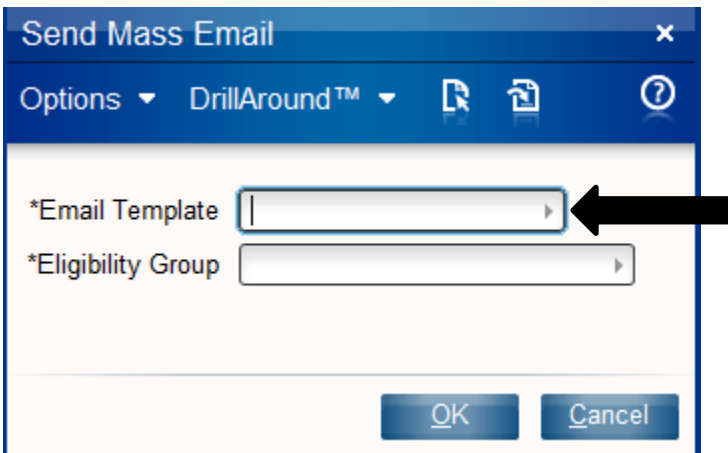 Send Mass Email
Options DrillAround™
*Email Template
*Eligibility Group
OK Cancel